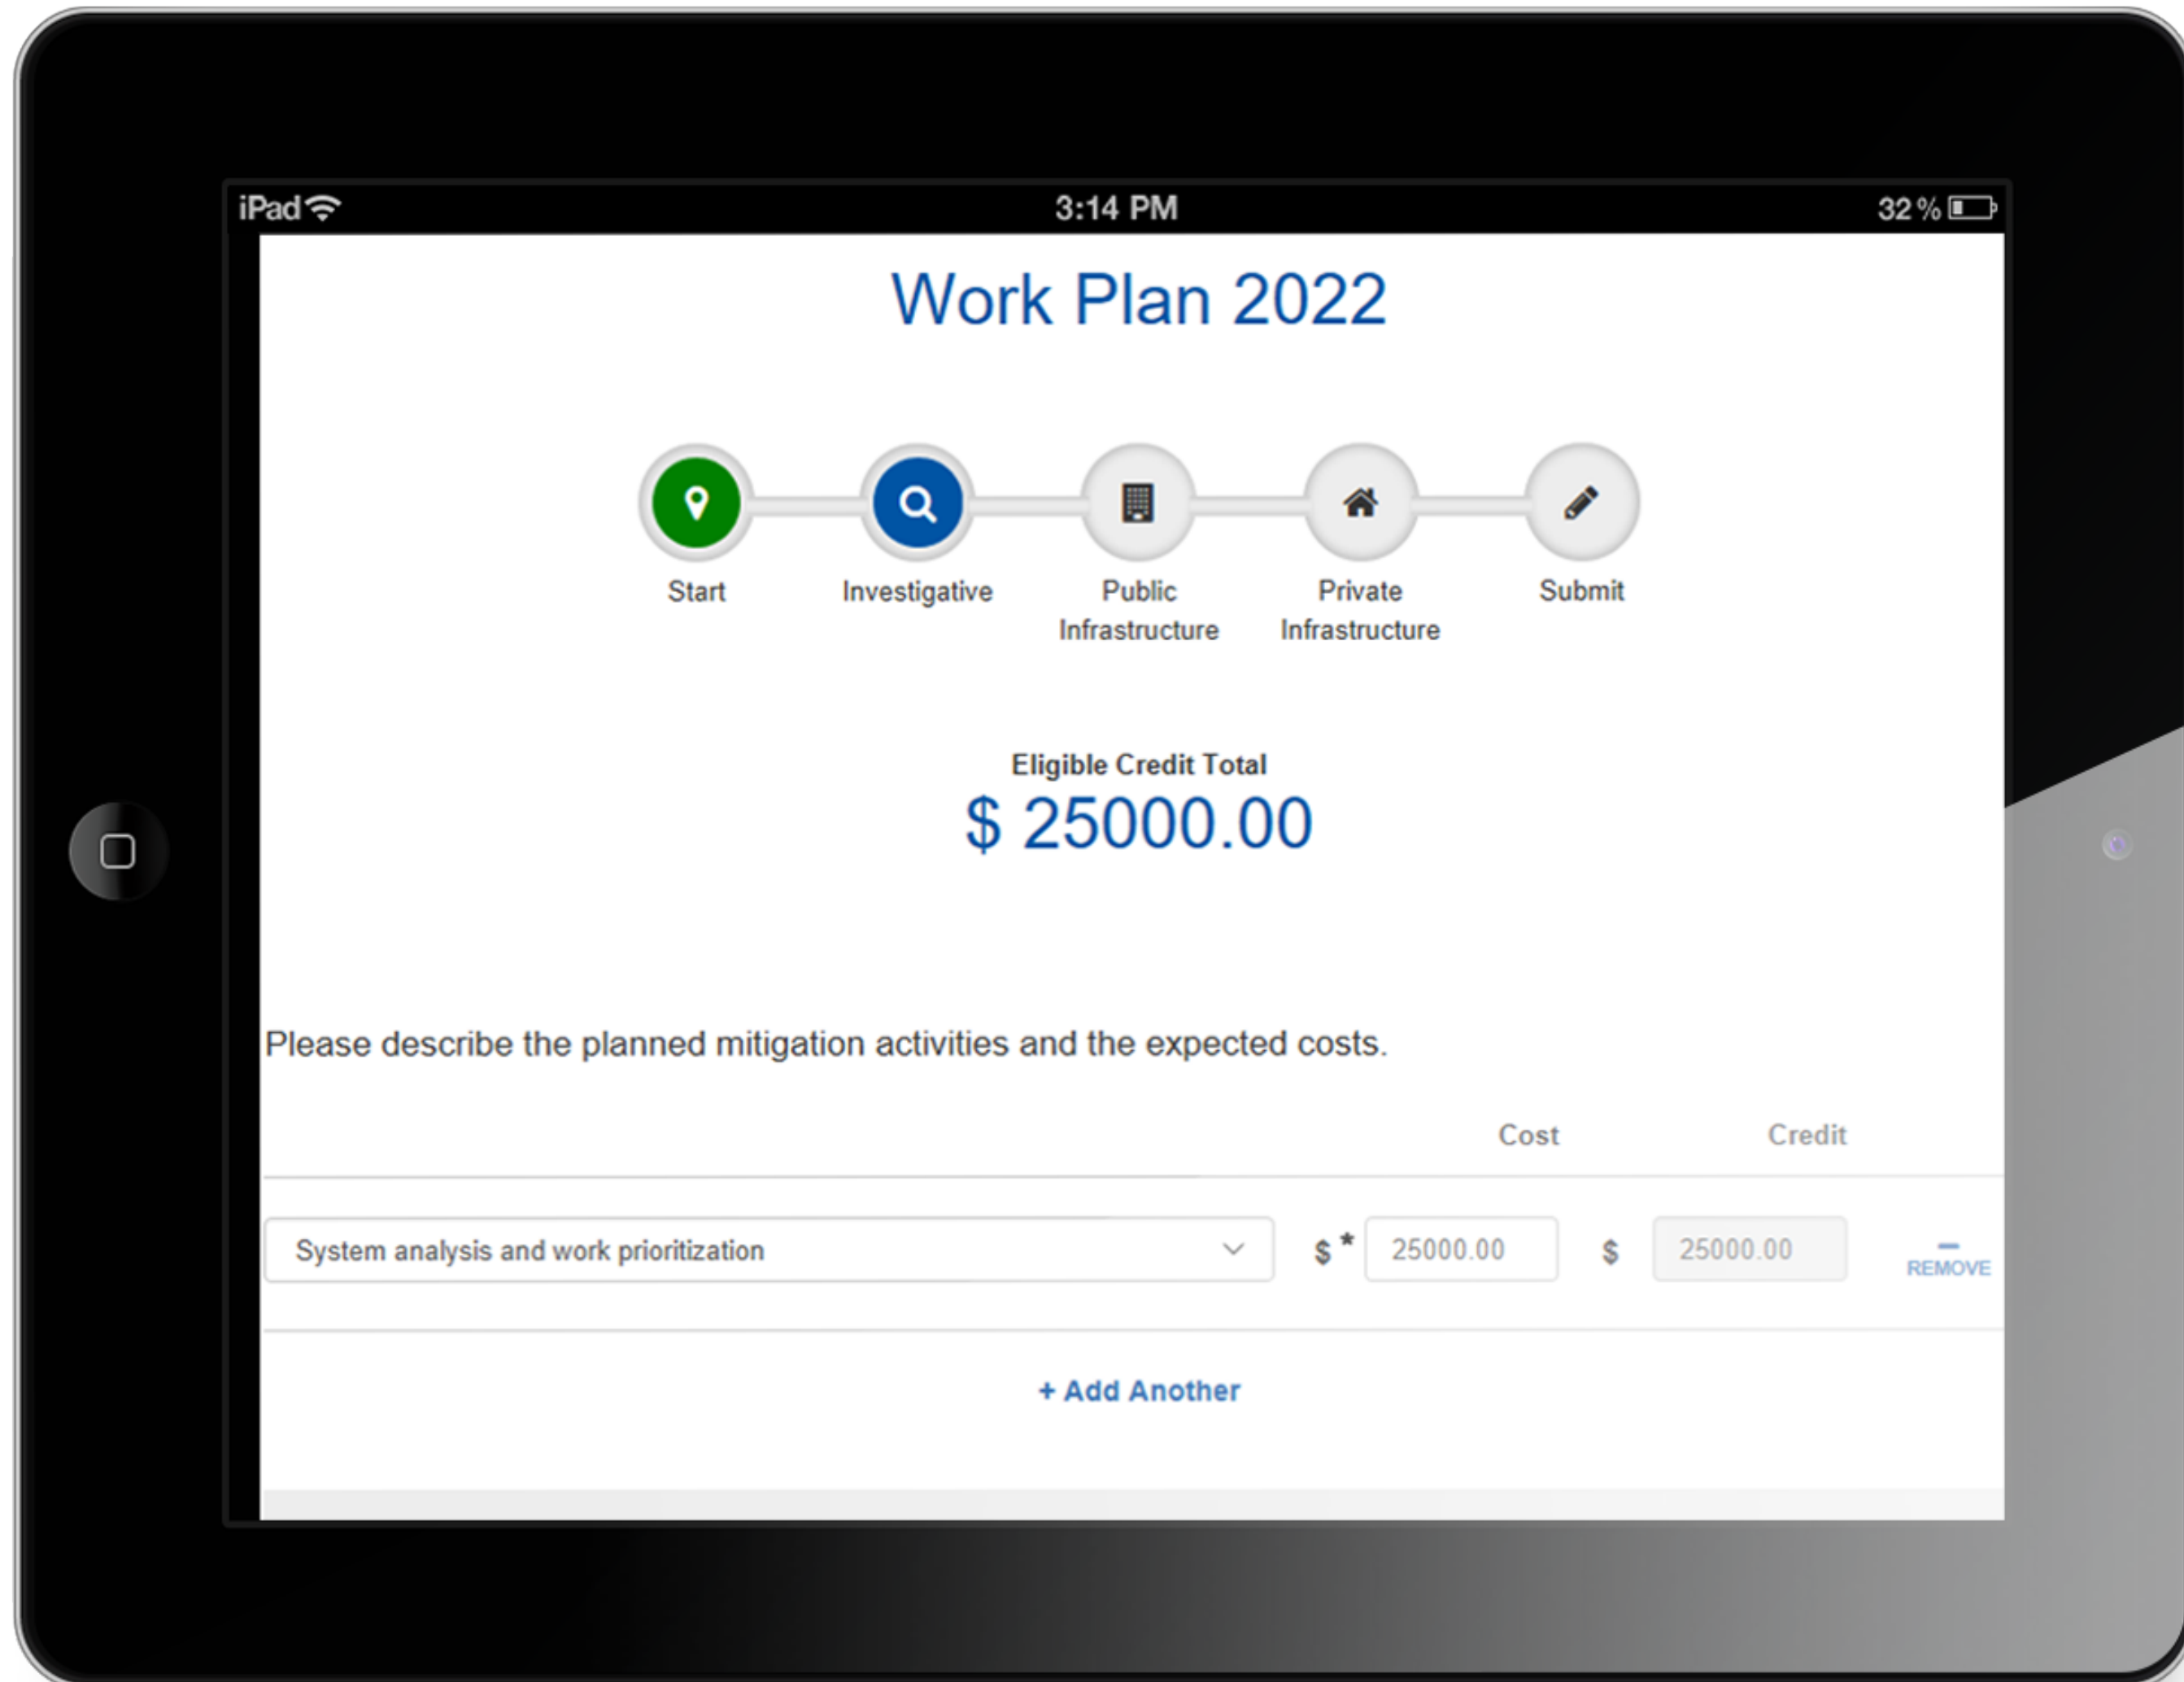 iPad 3:14 PM 32%
Work Plan 2022
Start Investigative Public Private Submit
Infrastructure Infrastructure
Eligible Credit Total
$ 25000.00
Please describe the planned mitigation activities and the expected costs.
Cost Credit
System analysis and work prioritization $ * 25000.00 $ 25000.00
REMOVE
+ Add Another